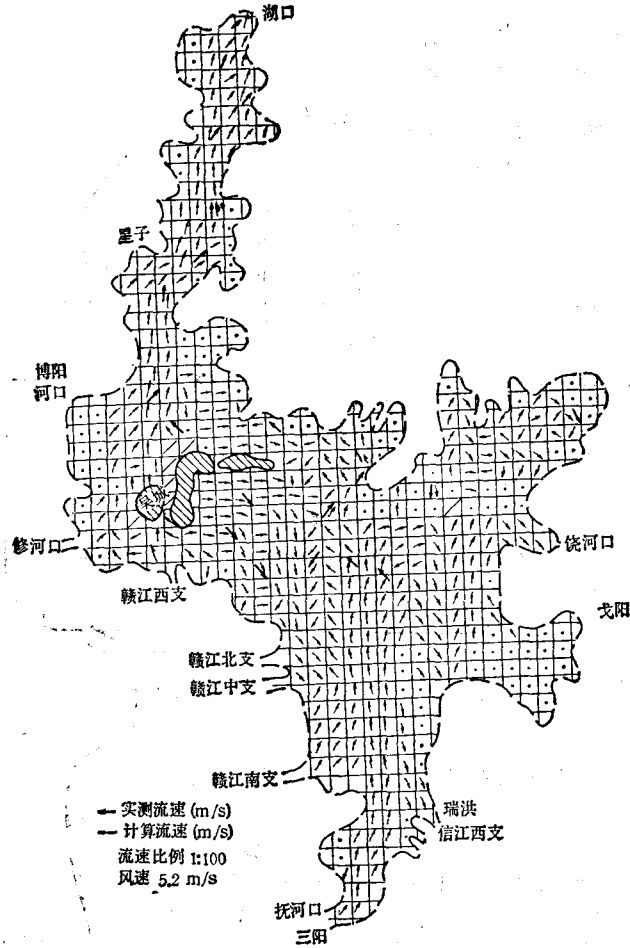 湖口
星子
博阳
河口
修河口
赣江西支
饶河口
戈阳
赣江北支
赣江中支
赣江南支
瑞洪
信江西支
实测流速 (m/s)
计算流速 (m/s)
流速比例 1:100
风速 5.2 m/s
抚河口
三阳